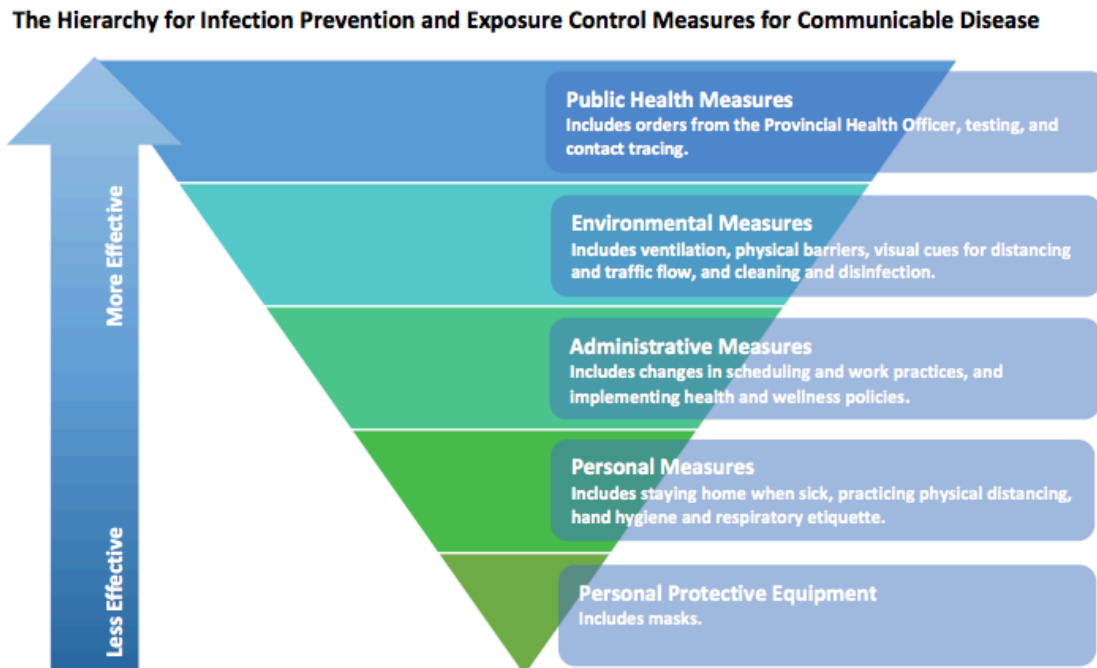 The Hierarchy for Infection Prevention and Exposure Control Measures for Communicable Disease
Public Health Measures
Includes orders from the Provincial Health Officer, testing, and
contact tracing.
Environmental Measures
Includes ventilation, physical barriers, visual cues for distancing
and traffic flow, and cleaning and disinfection.
Administrative Measures
Includes changes in scheduling and work practices, and
implementing health and wellness policies.
Personal Measures
Includes staying home when sick, practicing physical distancing,
hand hygiene and respiratory etiquette.
Personal Protective Equipment
Includes masks.
More Effective
Less Effective